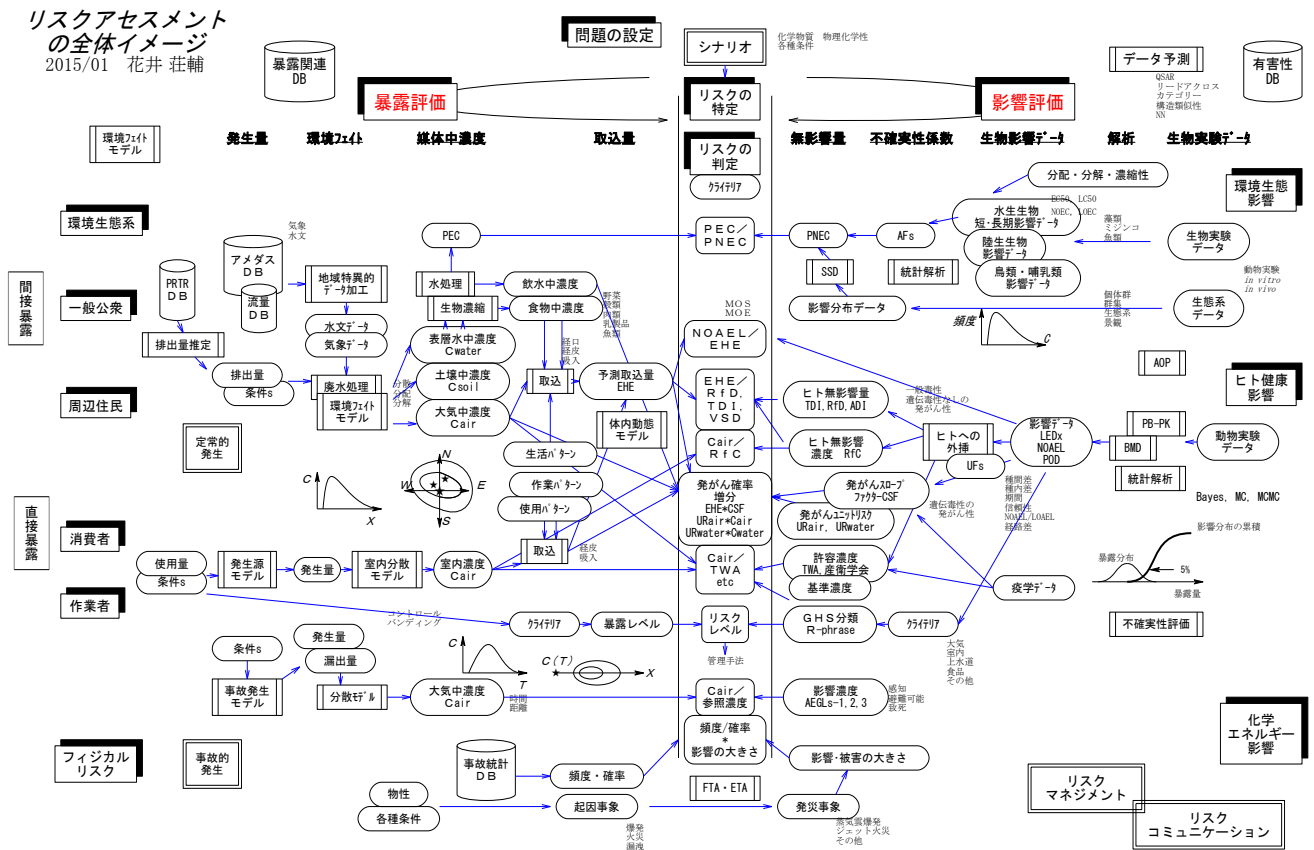 リスクアセスメント
の全体イメージ
2015/01 花井 荘輔
暴露関連
DB
問題の設定
シナリオ
化学物質 物理化学性
各種条件
データ予測
QSAR
リードアクロス
カテゴリー
構造類似性
NN
有害性
DB
暴露評価
リスクの
特定
影響評価
環境フェイト
モデル
発生量
環境フェイト
媒体中濃度
取込量
リスクの
判定
クライテリア
無影響量
不確実性係数
生物影響データ
解析
生物実験データ
分配・分解・濃縮性
環境生態
影響
環境生態系
気象
水文
PEC
PEC/
PNEC
PNEC
AFs
EC50, LC50
NOEC, LOEC
水生生物
短・長期影響データ
藻類
ミジンコ
魚類
陸生生物
影響データ
鳥類・哺乳類
影響データ
生物実験
データ
動物実験
in vitro
in vivo
間接暴露
一般公衆
アメダス
DB
PRTR
DB
流量
DB
地域特異的
データ加工
水処理
飲水中濃度
生物濃縮
食物中濃度
野菜
穀類
肉類
乳製品
魚類
SSD
統計解析
影響分布データ
個体群
群集
生態系
景観
生態系
データ
頻度
C
MOS
MOE
NOAEL/
EHE
排出量推定
水文データ
気象データ
表層水中濃度
Cwater
経口
経皮
吸入
AOP
排出量
条件s
廃水処理
環境フェイト
モデル
分散
分配
分解
土壌中濃度
Csoil
取込
予測取込量
EHE
EHE/
RfD,
TDI,
VSD
ヒト無影響量
TDI,RfD,ADI
一般毒性
遺伝毒性なしの
発がん性
ヒト健康
影響
周辺住民
大気中濃度
Cair
体内動態
モデル
定常的
発生
生活パターン
Cair/
RfC
ヒト無影響
濃度 RfC
ヒトへの
外挿
UFs
影響データ
LEDx
NOAEL
POD
PB-PK
BMD
統計解析
動物実験
データ
Bayes, MC, MCMC
C
X
N
W
E
S
作業パターン
使用パターン
発がん確率
増分
EHE*CSF
URair*Cair
URwater*Cwater
発がんスロープ
ファクターCSF
発がんユニットリスク
URair, URwater
遺伝毒性の
発がん性
種間差
種内差
期間
信頼性
NOAEL/LOAEL
経路差
影響分布の累積
暴露分布
5%
暴露量
直接暴露
消費者
使用量
条件s
発生源
モデル
発生量
室内分散
モデル
室内濃度
Cair
取込
経皮
吸入
Cair/
TWA
etc
許容濃度
TWA,産衛学会
基準濃度
疫学データ
作業者
コントロール
バンディング
クライテリア
暴露レベル
リスク
レベル
GHS分類
R-phrase
クライテリア
不確実性評価
大気
室内
上水道
食品
その他
管理手法
条件s
発生量
漏出量
事故発生
モデル
分散モデル
C
T
C(T)
X
大気中濃度
Cair
時間
距離
Cair/
参照濃度
影響濃度
AEGLs-1,2,3
感知
避難可能
致死
化学
エネルギー
影響
フィジカル
リスク
事故的
発生
事故統計
DB
頻度・確率
頻度/確率
*
影響の大きさ
影響・被害の大きさ
FTA・ETA
物性
各種条件
起因事象
爆発
火災
漏洩
発災事象
蒸気雲爆発
ジェット火災
その他
リスク
マネジメント
リスク
コミュニケーション